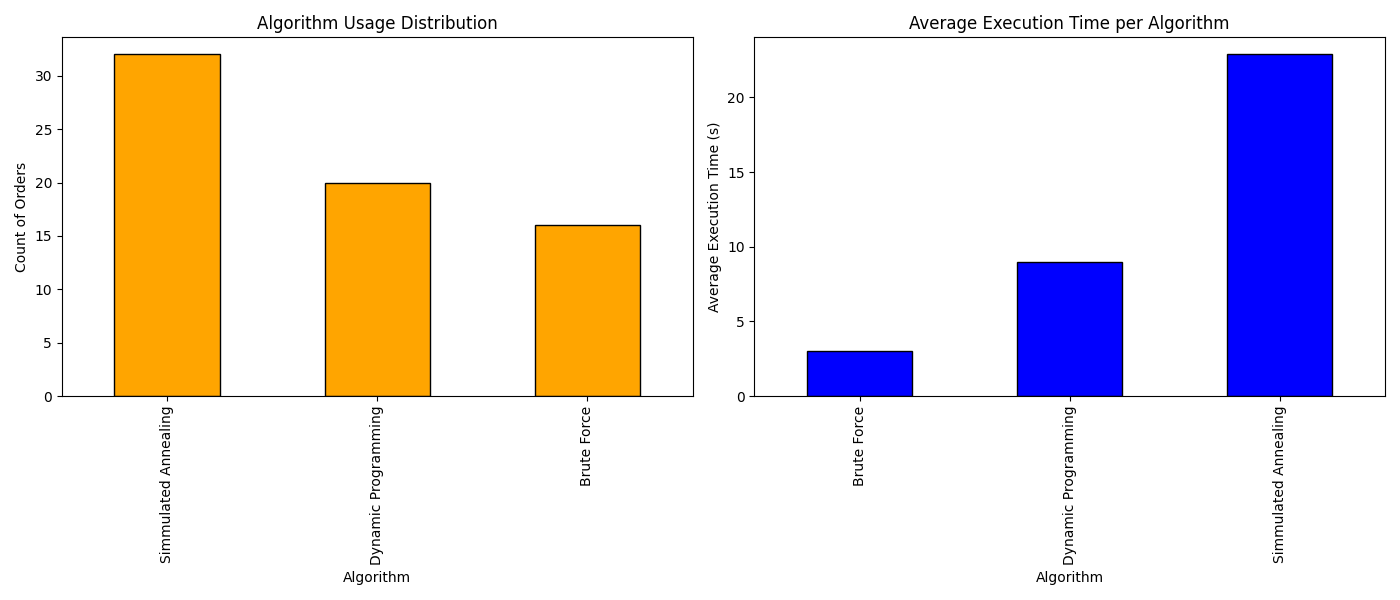 Algorithm Usage Distribution
Count of Orders
30
25
20
15
10
5
0
Simmulated Annealing
Dynamic Programming
Brute Force
Algorithm
Average Execution Time per Algorithm
Average Execution Time (s)
20
15
10
5
0
Brute Force
Dynamic Programming
Simmulated Annealing
Algorithm